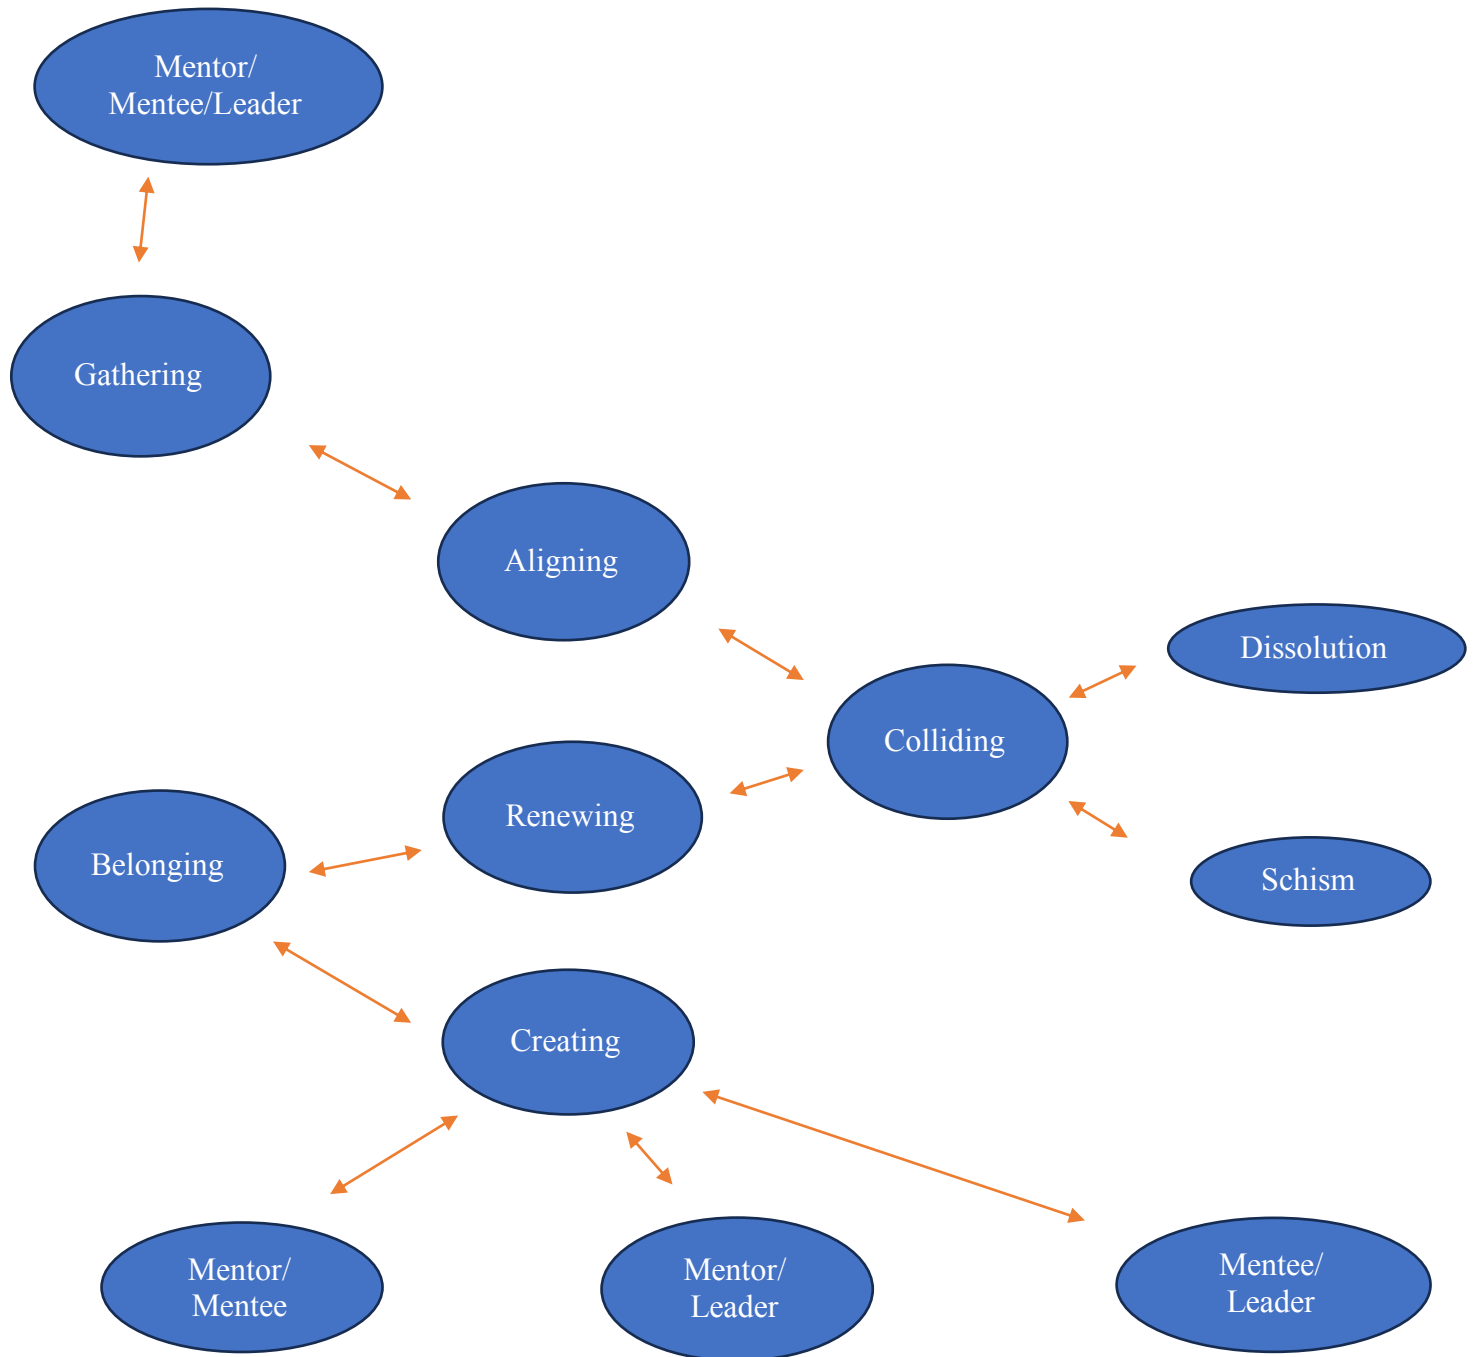 Mentor/
Mentee/Leader
Gathering
Aligning
Dissolution
Colliding
Renewing
Belonging
Schism
Creating
Mentor/
Mentee
Mentor/
Leader
Mentee/
Leader